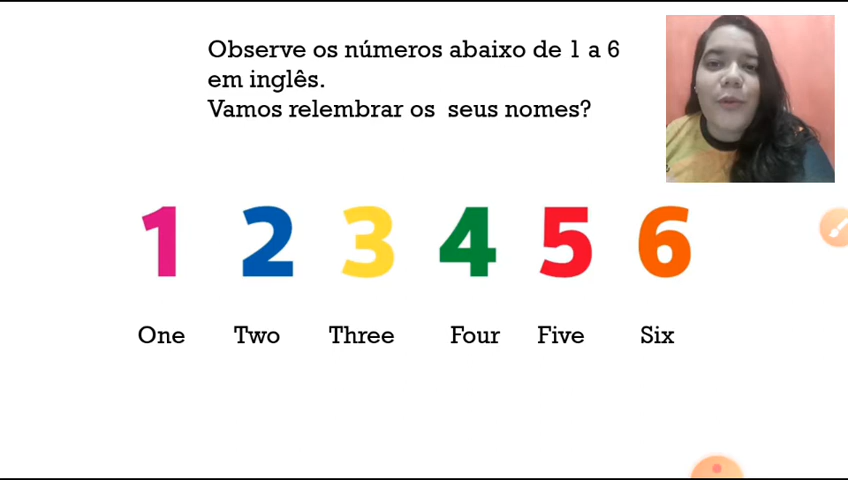 Observe os números abaixo de 1 a 6
em inglês.
Vamos relembrar os seus nomes?
1 2 3 4 5 6
One Two Three Four Five Six